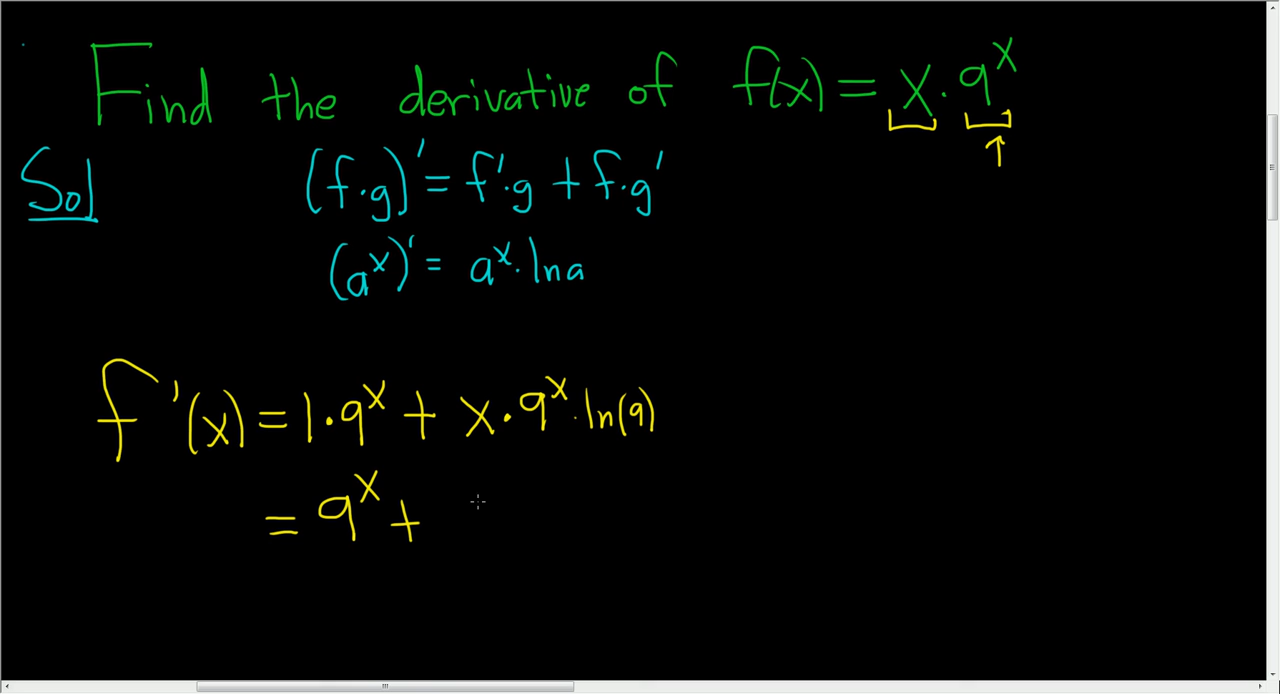 Find the derivative of f(x) = x · 9^x
Sol
(f·g)' = f'·g + f·g'
(a^x)' = a^x · ln a
f'(x) = 1 · 9^x + x · 9^x · ln(9)
= 9^x +